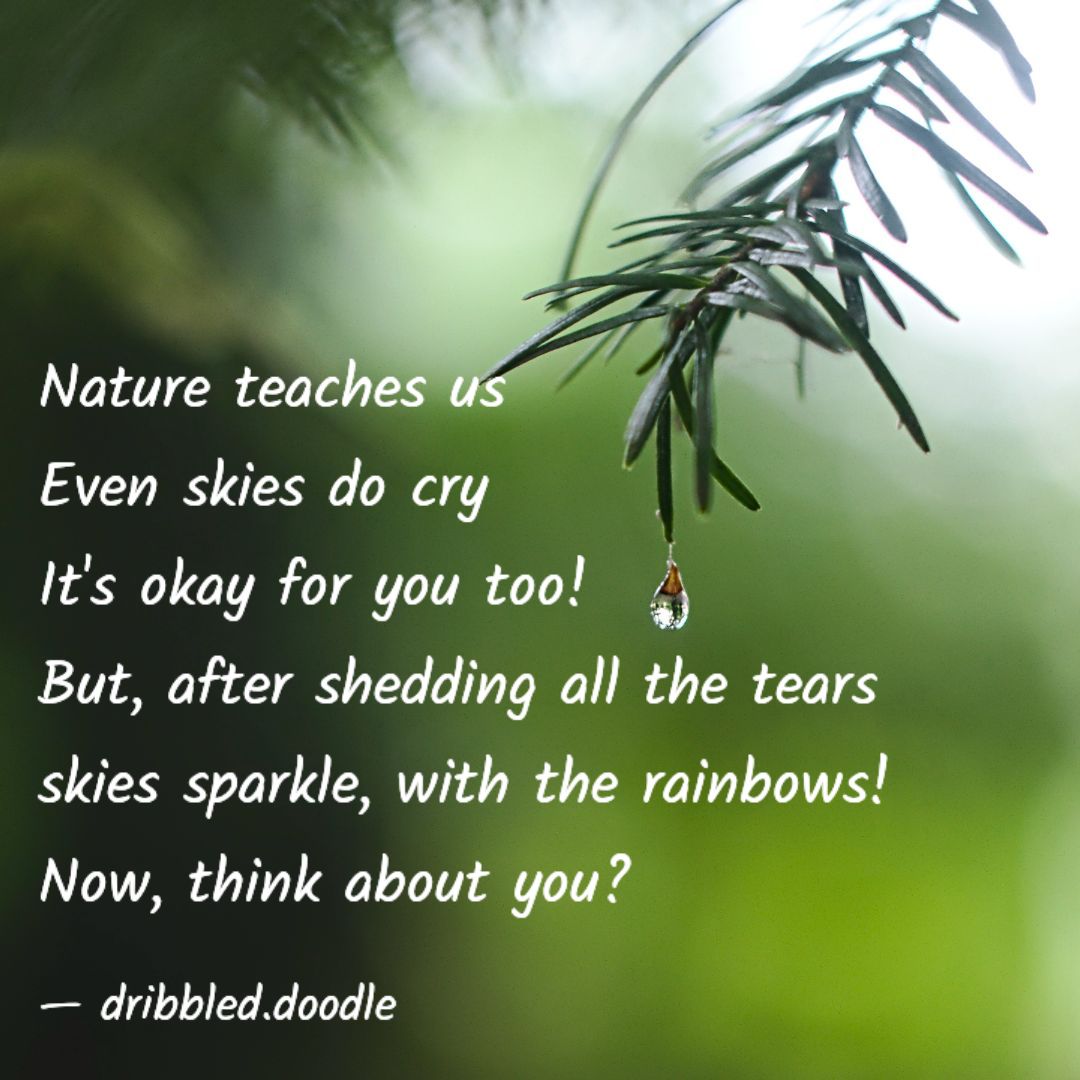 Nature teaches us
Even skies do cry
It's okay for you too!
But, after shedding all the tears
skies sparkle, with the rainbows!
Now, think about you?
— dribbled.doodle